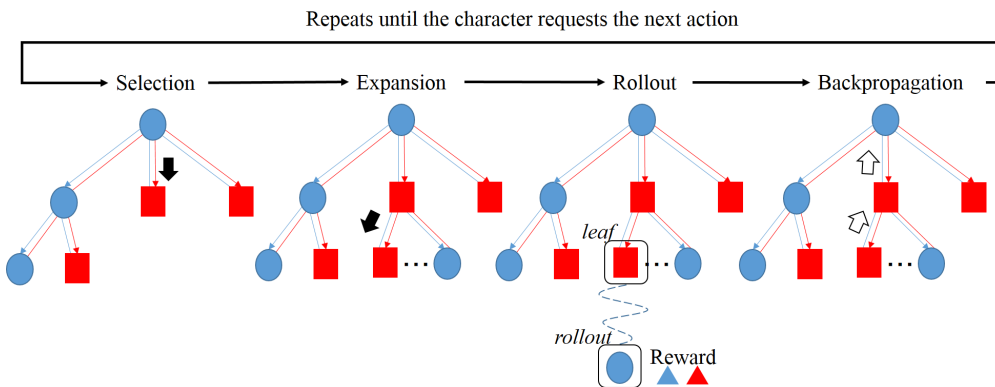 Repeats until the character requests the next action
Selection
Expansion
Rollout
Backpropagation
leaf
rollout
Reward